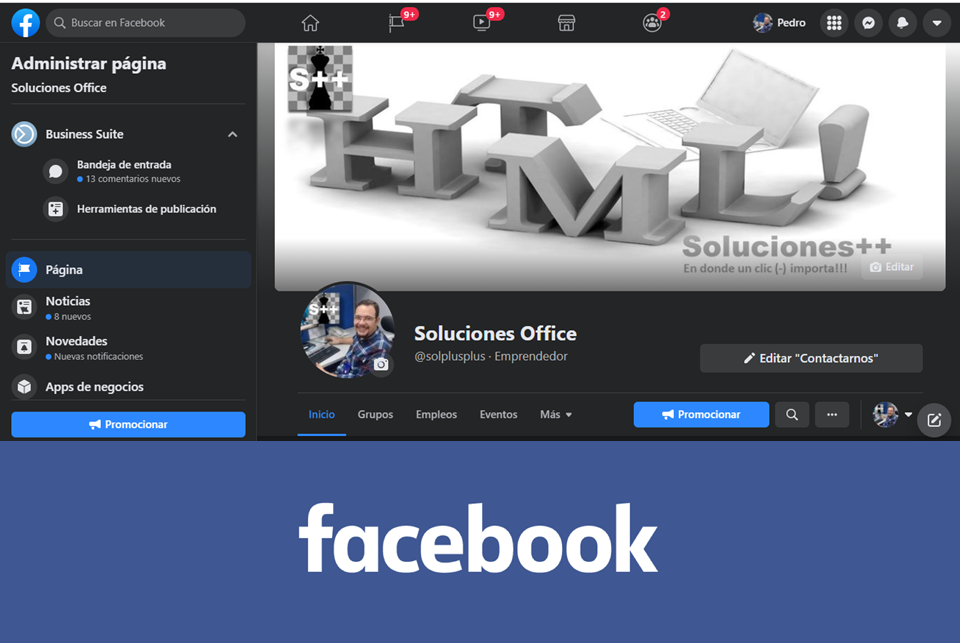 Buscar en Facebook
9+
9+
2
Pedro
Administrar página
Soluciones Office
Business Suite
Bandeja de entrada
13 comentarios nuevos
Herramientas de publicación
Página
Noticias
8 nuevos
Novedades
Nuevas notificaciones
Apps de negocios
Promocionar
S++
HTML!
Soluciones++
En donde un clic (-) importa!!!
Editar
S++
Soluciones Office
@solplusplus · Emprendedor
Editar "Contactarnos"
Inicio
Grupos
Empleos
Eventos
Más
Promocionar
facebook